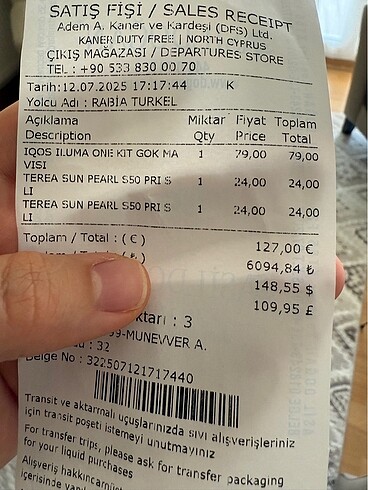 SATIŞ FİŞİ / SALES RECEIPT
Adem A. Kaner ve Kardeşi (DFS) Ltd.
KANER DUTY FREE | NORTH CYPRUS
ÇIKIŞ MAĞAZASI / DEPARTURES STORE
TEL : +90 533 830 00 70
Tarih:12.07.2025 17:17:44 K
Yolcu Adı : RABİA TURKEL
Açıklama Miktar Fiyat Toplam
Description Qty Price Total
IQOS ILUMA ONE KIT GOK MA 1 79,00 79,00
VISI
TEREA SUN PEARL S50 PRI S 1 24,00 24,00
LI
TEREA SUN PEARL S50 PRI S 1 24,00 24,00
LI
Toplam / Total : (€) 127,00 €
6094,84 ₺
148,55 $
109,95 £
ktarı : 3
99-MUNEVVER A.
: 32
Belge No : 322507121717440
Transit ve aktarmalı uçuşlarınızda sıvı alışverişleriniz
için transit poşeti istemeyi unutmayınız
For transfer trips, please ask for transfer packaging
for your liquid purchases
Alışveriş
içerisinde